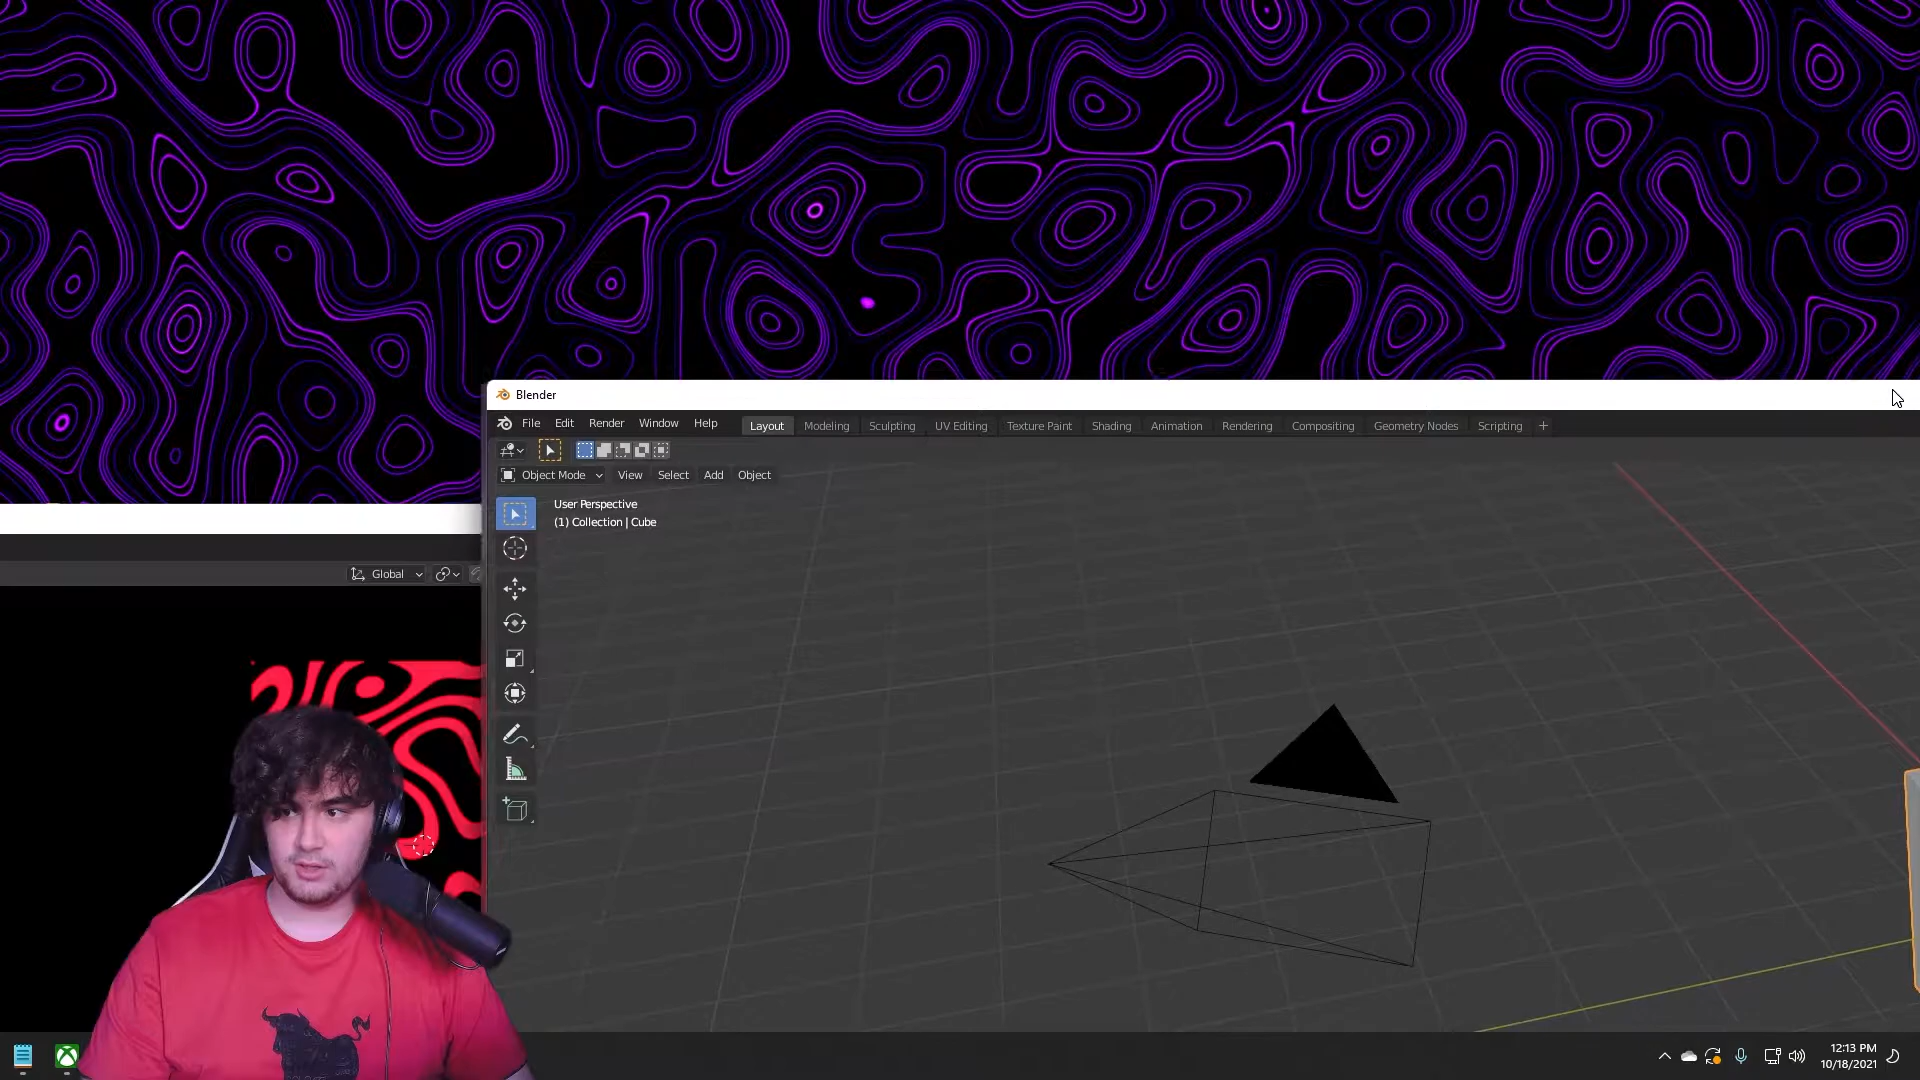 Blender
File Edit Render Window Help Layout Modeling Sculpting UV Editing Texture Paint Shading Animation Rendering Compositing Geometry Nodes Scripting +
Object Mode View Select Add Object
User Perspective
(1) Collection | Cube
Global
12:13 PM
10/18/2021